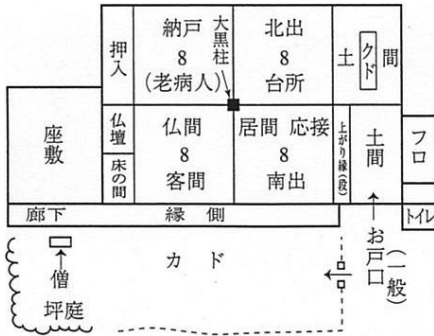 押入
納戸
8
(老病人)
大黒柱
北出
8
台所
土間
クド
座敷
仏壇
床の間
仏間
8
客間
居間 応接
8
南出
上がり縁(段)
土間
フロ
廊下
縁側
トイレ
僧
坪庭
カド
お戸口
(一般)